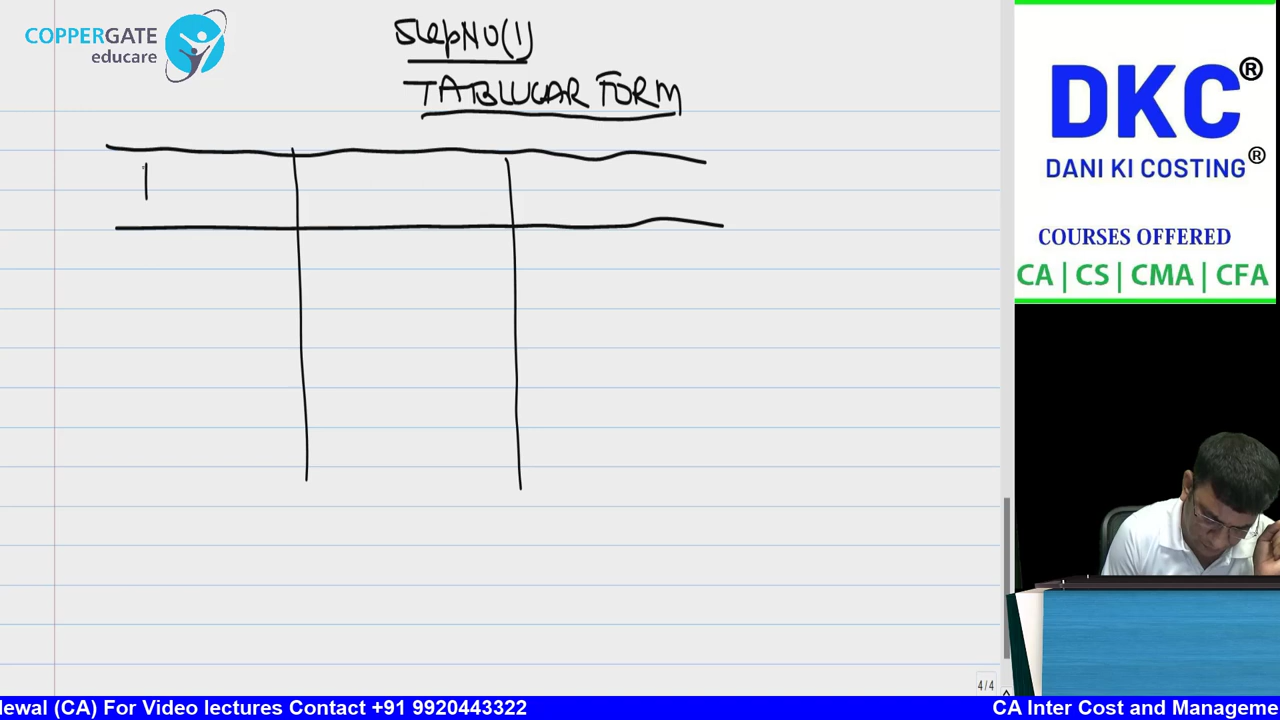 COPPERGATE
educare
StepNo(1)
TABLUCAR FORM
DKC®
DANI KI COSTING®
COURSES OFFERED
CA | CS | CMA | CFA
4/4
lewal (CA) For Video lectures Contact +91 9920443322
CA Inter Cost and Manageme